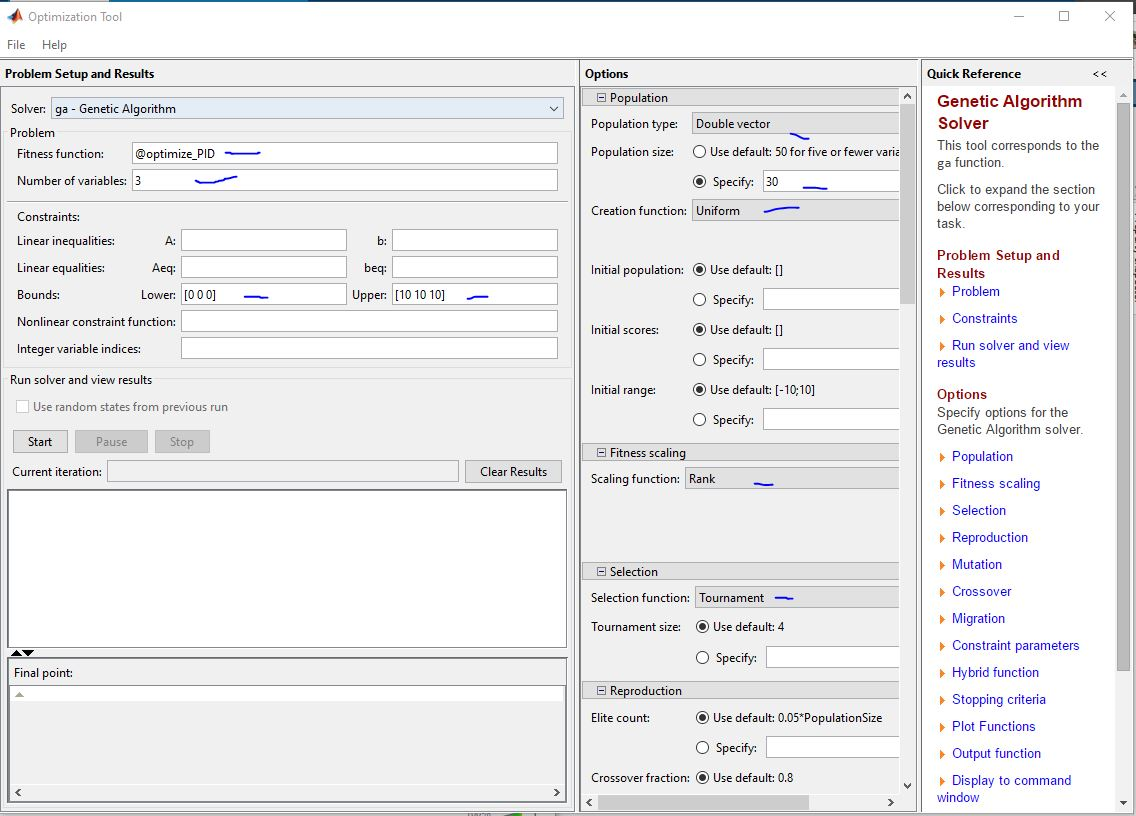 Optimization Tool
File Help
Problem Setup and Results
Solver: ga - Genetic Algorithm
Problem
Fitness function: @optimize_PID
Number of variables: 3
Constraints:
Linear inequalities: A: b:
Linear equalities: Aeq: beq:
Bounds: Lower: [0 0 0] Upper: [10 10 10]
Nonlinear constraint function:
Integer variable indices:
Run solver and view results
Use random states from previous run
Start Pause Stop
Current iteration: Clear Results
Final point:
Options
Population
Population type: Double vector
Population size: Use default: 50 for five or fewer varia
Specify: 30
Creation function: Uniform
Initial population: Use default: []
Specify:
Initial scores: Use default: []
Specify:
Initial range: Use default: [-10;10]
Specify:
Fitness scaling
Scaling function: Rank
Selection
Selection function: Tournament
Tournament size: Use default: 4
Specify:
Reproduction
Elite count: Use default: 0.05*PopulationSize
Specify:
Crossover fraction: Use default: 0.8
Quick Reference <<
Genetic Algorithm
Solver
This tool corresponds to the
ga function.
Click to expand the section
below corresponding to your
task.
Problem Setup and
Results
Problem
Constraints
Run solver and view
results
Options
Specify options for the
Genetic Algorithm solver.
Population
Fitness scaling
Selection
Reproduction
Mutation
Crossover
Migration
Constraint parameters
Hybrid function
Stopping criteria
Plot Functions
Output function
Display to command
window